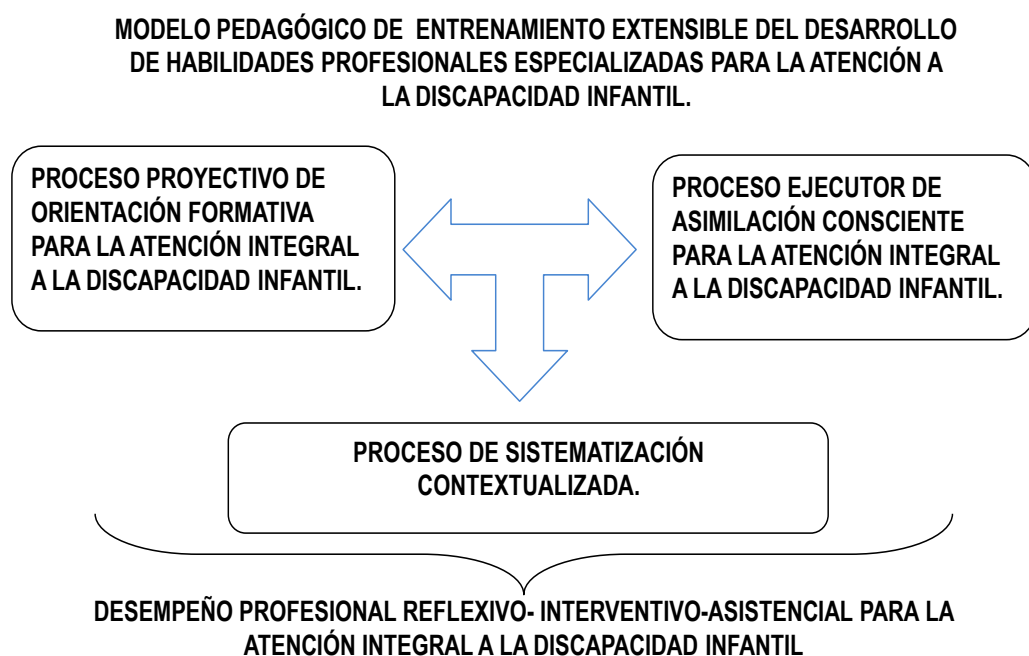 MODELO PEDAGÓGICO DE ENTRENAMIENTO EXTENSIBLE DEL DESARROLLO
DE HABILIDADES PROFESIONALES ESPECIALIZADAS PARA LA ATENCIÓN A
LA DISCAPACIDAD INFANTIL.
PROCESO PROYECTIVO DE
ORIENTACIÓN FORMATIVA
PARA LA ATENCIÓN INTEGRAL
A LA DISCAPACIDAD INFANTIL.
PROCESO EJECUTOR DE
ASIMILACIÓN CONSCIENTE
PARA LA ATENCIÓN INTEGRAL
A LA DISCAPACIDAD INFANTIL.
PROCESO DE SISTEMATIZACIÓN
CONTEXTUALIZADA.
DESEMPEÑO PROFESIONAL REFLEXIVO- INTERVENTIVO-ASISTENCIAL PARA LA
ATENCIÓN INTEGRAL A LA DISCAPACIDAD INFANTIL